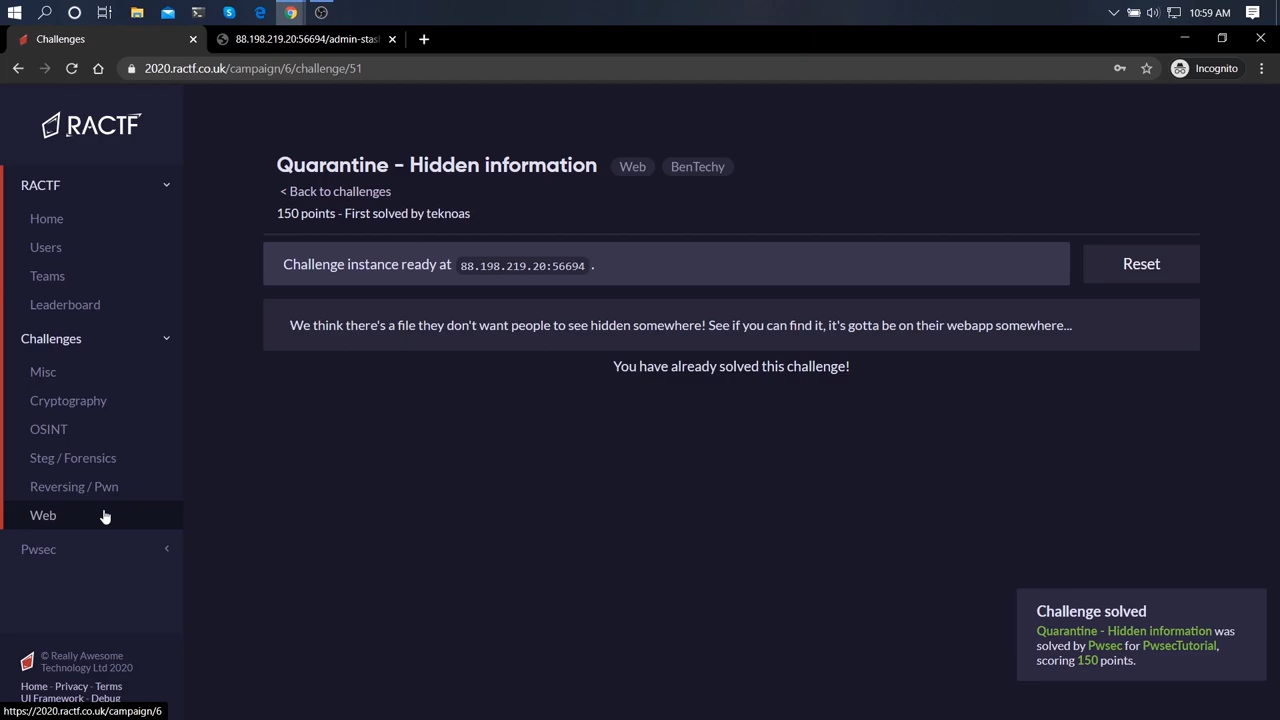 10:59 AM
Challenges
88.198.219.20:56694/admin-stas
2020.ractf.co.uk/campaign/6/challenge/51
Incognito
RACTF
RACTF
Home
Users
Teams
Leaderboard
Challenges
Misc
Cryptography
OSINT
Steg / Forensics
Reversing / Pwn
Web
Pwsec
© Really Awesome
Technology Ltd 2020
Home - Privacy - Terms
UI Framework - Debug
https://2020.ractf.co.uk/campaign/6
Quarantine - Hidden information
Web
BenTechy
< Back to challenges
150 points - First solved by teknoas
Challenge instance ready at 88.198.219.20:56694 .
Reset
We think there's a file they don't want people to see hidden somewhere! See if you can find it, it's gotta be on their webapp somewhere...
You have already solved this challenge!
Challenge solved
Quarantine - Hidden information was
solved by Pwsec for PwsecTutorial,
scoring 150 points.